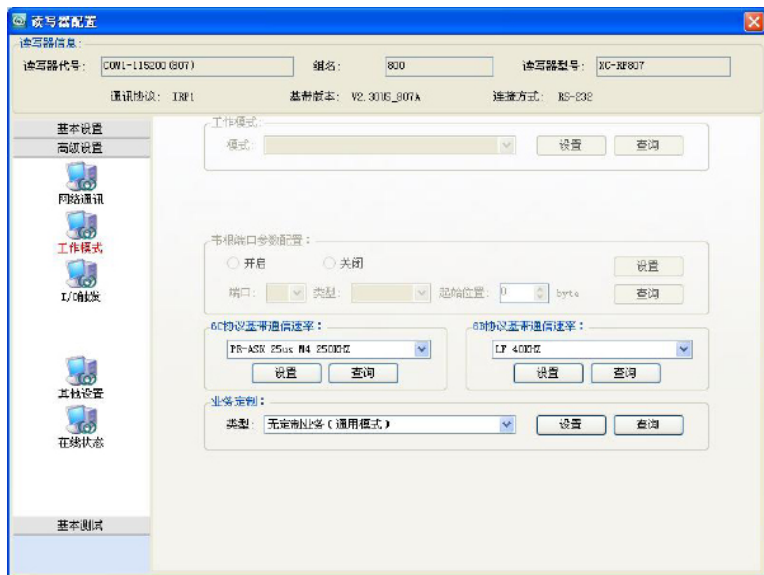 读写器配置
读写器信息:
读写器代号: COM1-115200(807) 组名: 800 读写器型号: XC-RF807
通讯协议: IRP1 基带版本: V2.30US_807A 连接方式: RS-232
基本设置
高级设置
网络通讯
工作模式
I/O触发
其他设置
在线状态
基本测试
工作模式:
模式: 设置 查询
韦根端口参数配置:
开启 关闭 设置
端口: 类型: 起始位置: 0 byte 查询
6C协议基带通信速率:
PR-ASK 25us M4 250KHZ
设置 查询
6B协议基带通信速率:
LF 40KHZ
设置 查询
业务定制:
类型: 无定制业务(通用模式) 设置 查询